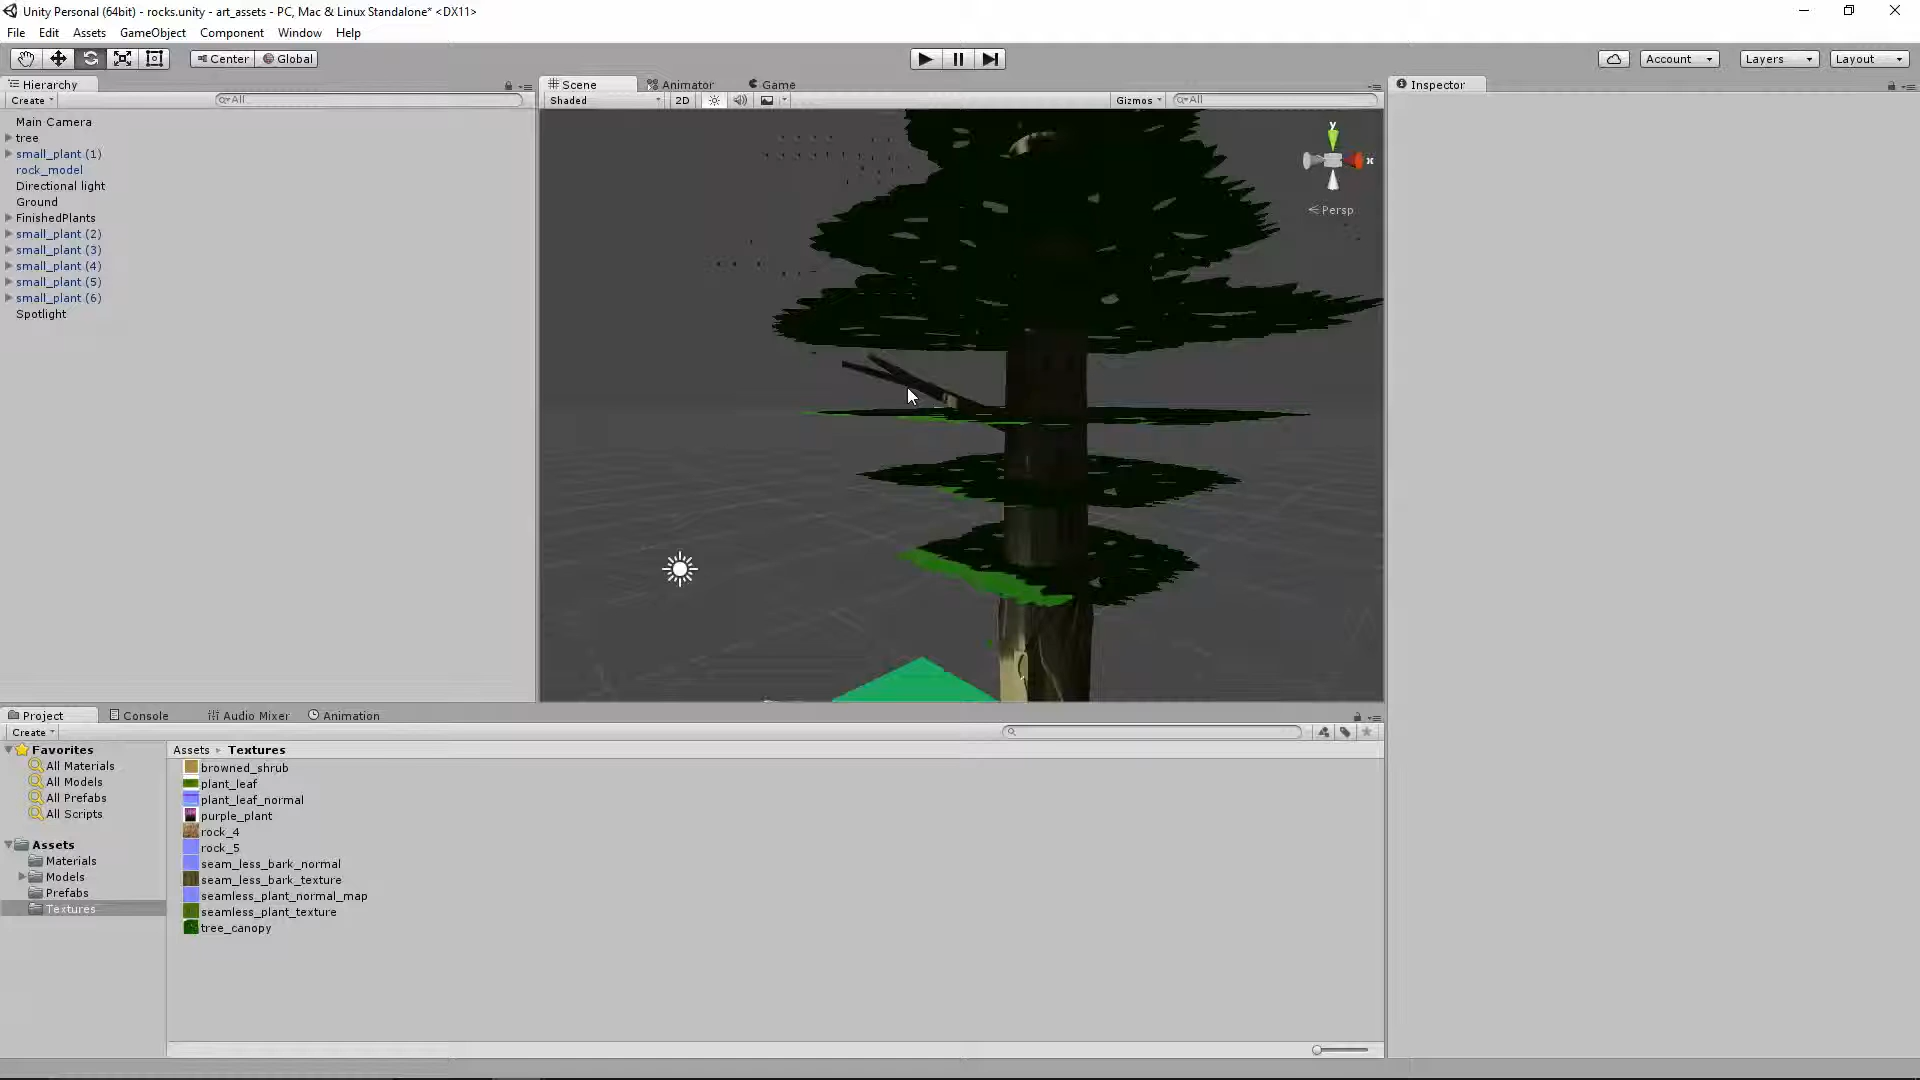 Unity Personal (64bit) - rocks.unity - art_assets - PC, Mac & Linux Standalone* <DX11>
File Edit Assets GameObject Component Window Help
Center Global Account Layers Layout
Hierarchy
Create All
Main Camera
tree
small_plant (1)
rock_model
Directional light
Ground
FinishedPlants
small_plant (2)
small_plant (3)
small_plant (4)
small_plant (5)
small_plant (6)
Spotlight
Scene Animator Game
Shaded 2D Gizmos All
y
x
Persp
Inspector
Project Console Audio Mixer Animation
Create
Favorites
All Materials
All Models
All Prefabs
All Scripts
Assets
Materials
Models
Prefabs
Textures
Assets Textures
browned_shrub
plant_leaf
plant_leaf_normal
purple_plant
rock_4
rock_5
seam_less_bark_normal
seam_less_bark_texture
seamless_plant_normal_map
seamless_plant_texture
tree_canopy